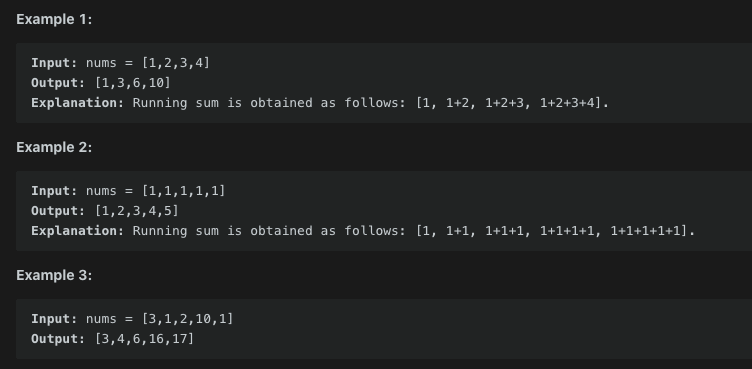 Example 1:
Input: nums = [1,2,3,4]
Output: [1,3,6,10]
Explanation: Running sum is obtained as follows: [1, 1+2, 1+2+3, 1+2+3+4].
Example 2:
Input: nums = [1,1,1,1,1]
Output: [1,2,3,4,5]
Explanation: Running sum is obtained as follows: [1, 1+1, 1+1+1, 1+1+1+1, 1+1+1+1+1].
Example 3:
Input: nums = [3,1,2,10,1]
Output: [3,4,6,16,17]